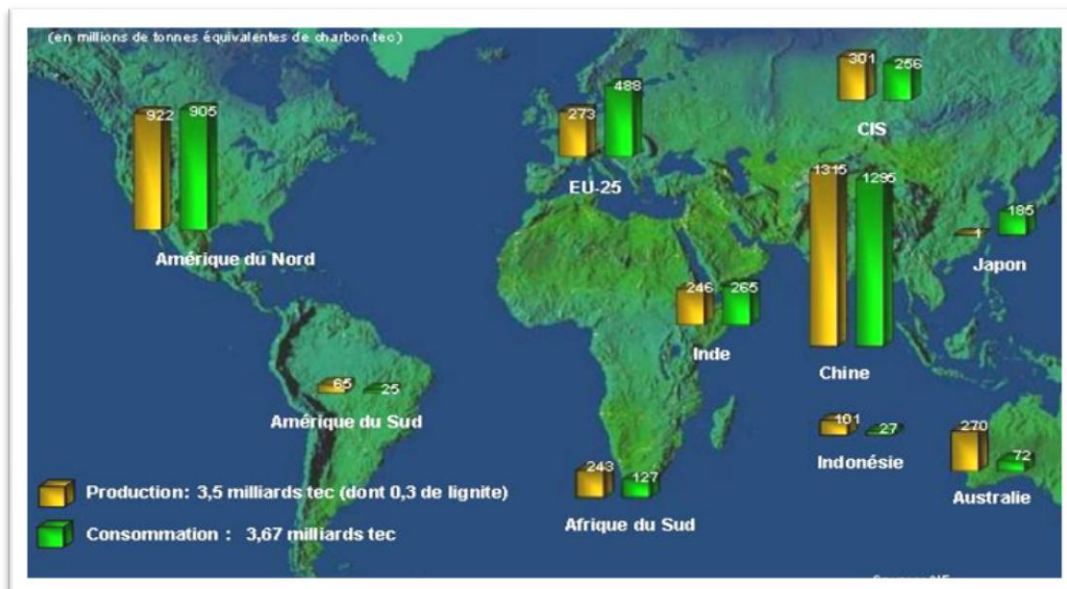 (en millions de tonnes équivalentes de charbon tec)
301
256
922
905
273
488
CIS
EU-25
1315
1295
1
185
Japon
Amérique du Nord
246
265
Inde
Chine
65
25
Amérique du Sud
101
27
Indonésie
270
72
Australie
243
127
Afrique du Sud
Production: 3,5 milliards tec (dont 0,3 de lignite)
Consommation : 3,67 milliards tec